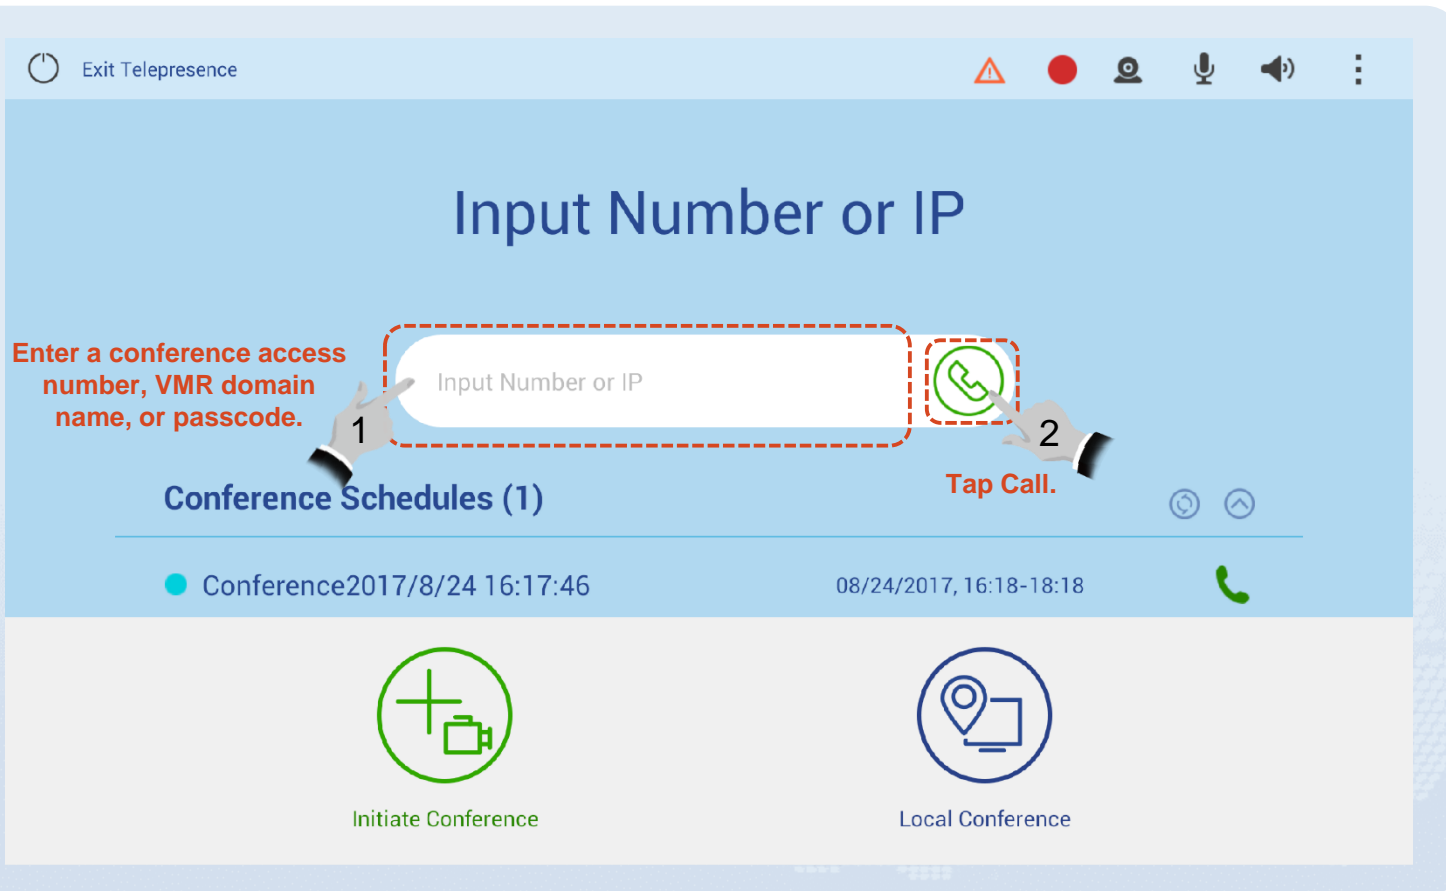 Exit Telepresence
Input Number or IP
Enter a conference access
number, VMR domain
name, or passcode.
Input Number or IP
1
2
Tap Call.
Conference Schedules (1)
Conference2017/8/24 16:17:46
08/24/2017, 16:18-18:18
Initiate Conference
Local Conference